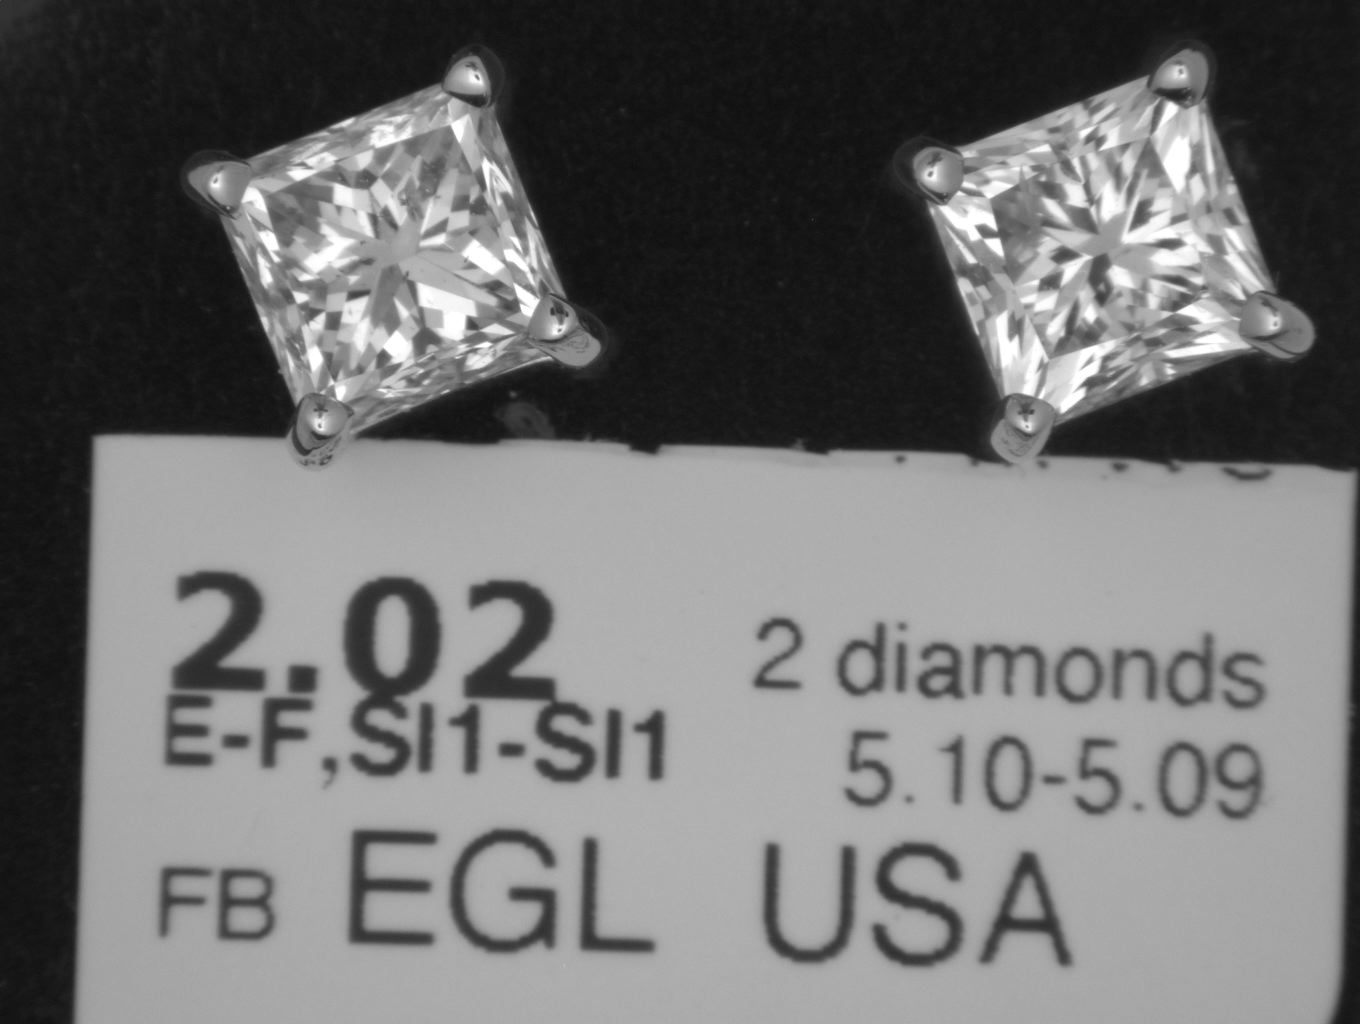 2.02
E-F,SI1-SI1
2 diamonds
5.10-5.09
FB EGL USA